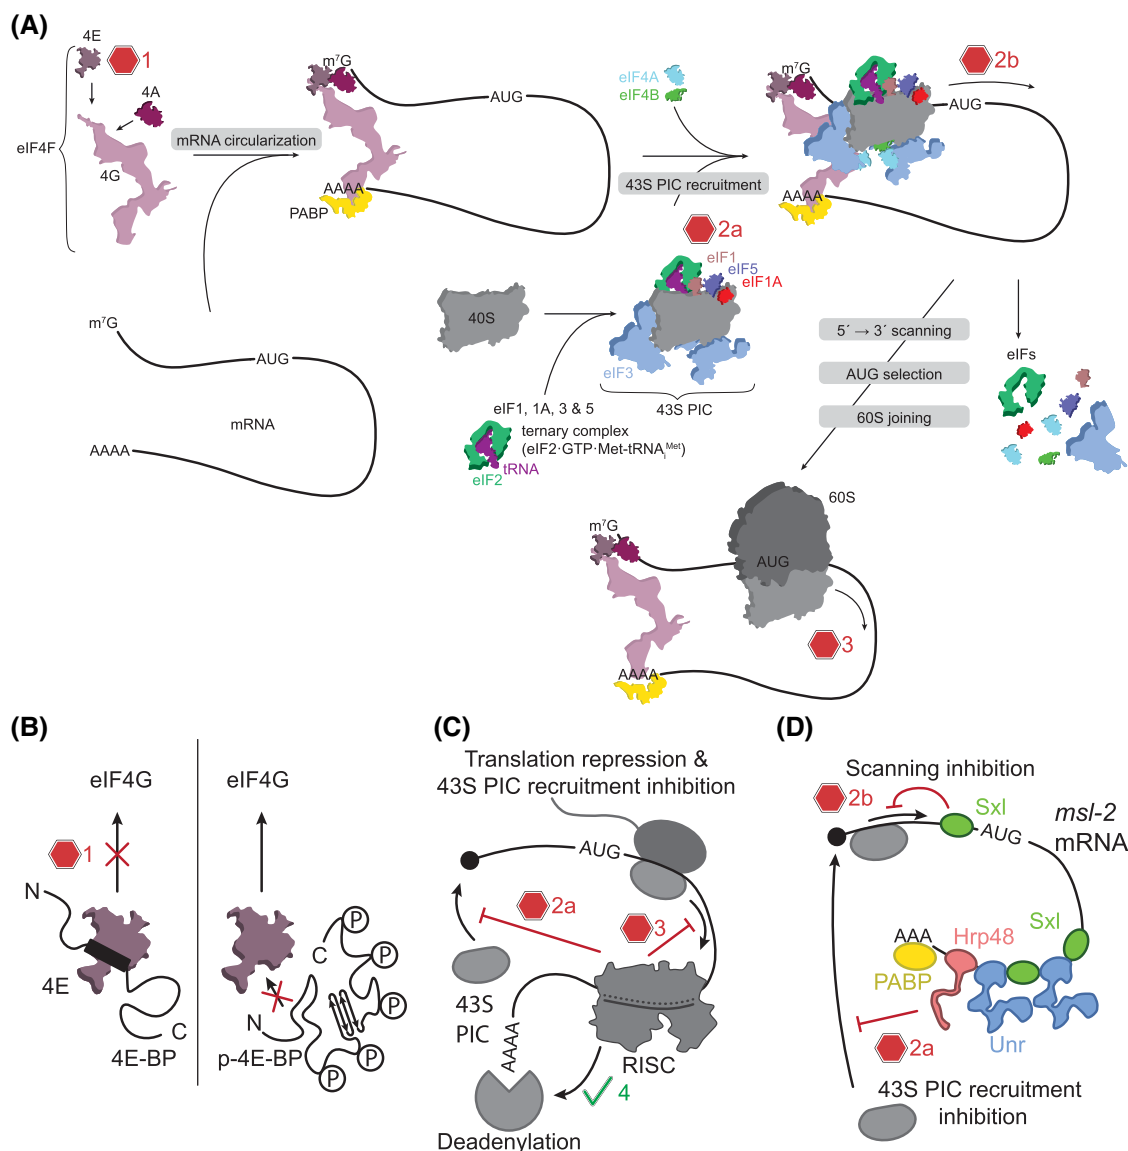 (A)
4E
1
4A
eIF4F
4G
mRNA circularization
m⁷G
AUG
AAAA
PABP
eIF4A
eIF4B
43S PIC recruitment
m⁷G
2b
AUG
AAAA
2a
eIF1
eIF5
eIF1A
40S
eIF3
43S PIC
eIF1, 1A, 3 & 5
ternary complex
(eIF2·GTP·Met-tRNAᵢᴹᵉᵗ)
tRNA
eIF2
m⁷G
AUG
mRNA
AAAA
5´ → 3´ scanning
AUG selection
60S joining
eIFs
60S
m⁷G
AUG
3
AAAA
(B)
eIF4G
1
N
4E
C
4E-BP
eIF4G
C
N
p-4E-BP
P
P
P
P
P
(C)
Translation repression &
43S PIC recruitment inhibition
AUG
2a
3
43S
PIC
AAAA
RISC
4
Deadenylation
(D)
Scanning inhibition
2b
Sxl
AUG
msl-2
mRNA
Sxl
AAA
Hrp48
PABP
Unr
2a
43S PIC recruitment
inhibition